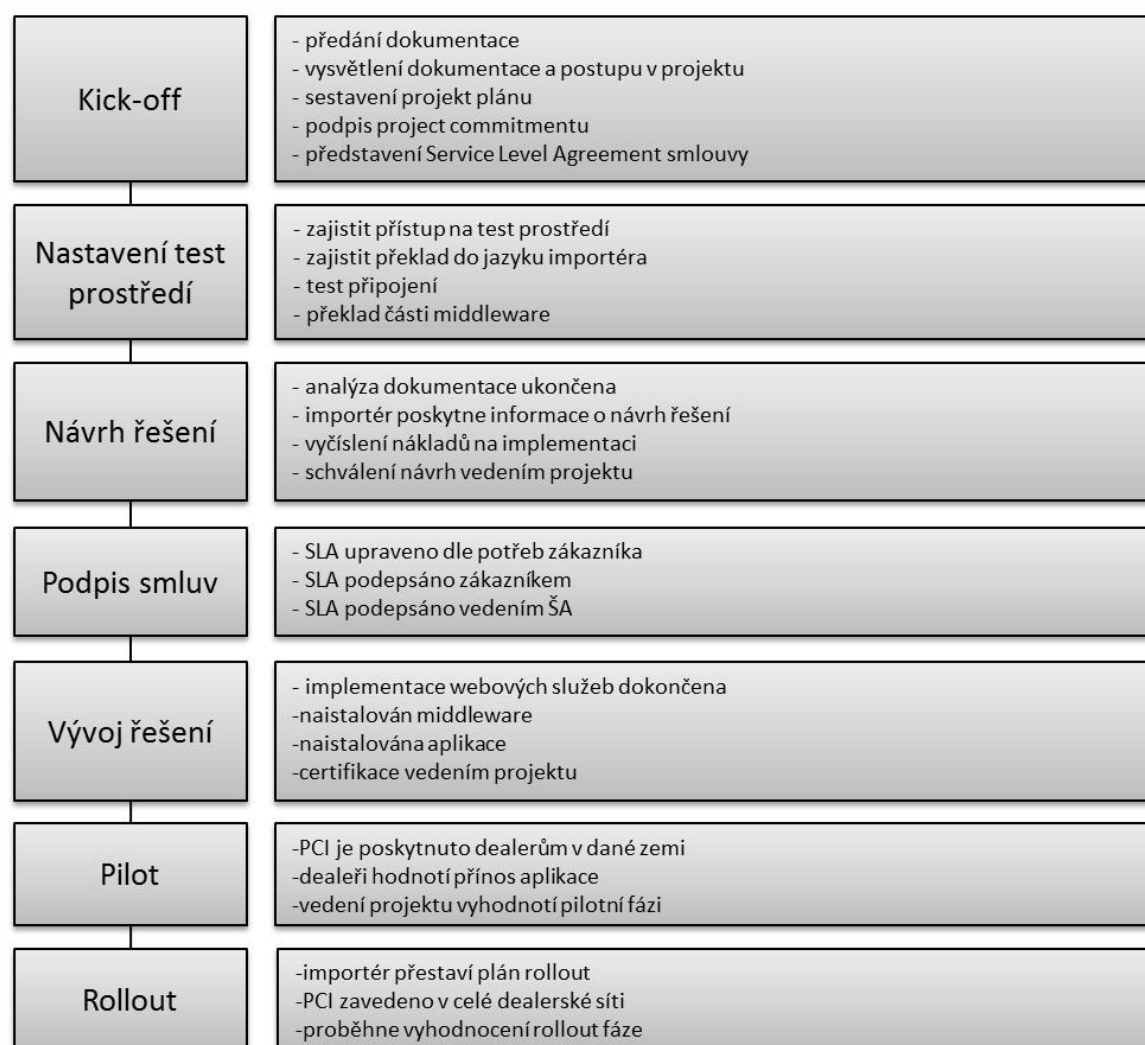 Kick-off
- předání dokumentace
- vysvětlení dokumentace a postupu v projektu
- sestavení projekt plánu
- podpis project commitmentu
- představení Service Level Agreement smlouvy
Nastavení test
prostředí
- zajistit přístup na test prostředí
- zajistit překlad do jazyku importéra
- test připojení
- překlad části middleware
Návrh řešení
- analýza dokumentace ukončena
- importér poskytne informace o návrh řešení
- vyčíslení nákladů na implementaci
- schválení návrh vedením projektu
Podpis smluv
- SLA upraveno dle potřeb zákazníka
- SLA podepsáno zákazníkem
- SLA podepsáno vedením ŠA
Vývoj řešení
- implementace webových služeb dokončena
-naistalován middleware
-naistalována aplikace
-certifikace vedením projektu
Pilot
-PCI je poskytnuto dealerům v dané zemi
-dealeři hodnotí přínos aplikace
-vedení projektu vyhodnotí pilotní fázi
Rollout
-importér přestaví plán rollout
-PCI zavedeno v celé dealerské síti
-proběhne vyhodnocení rollout fáze